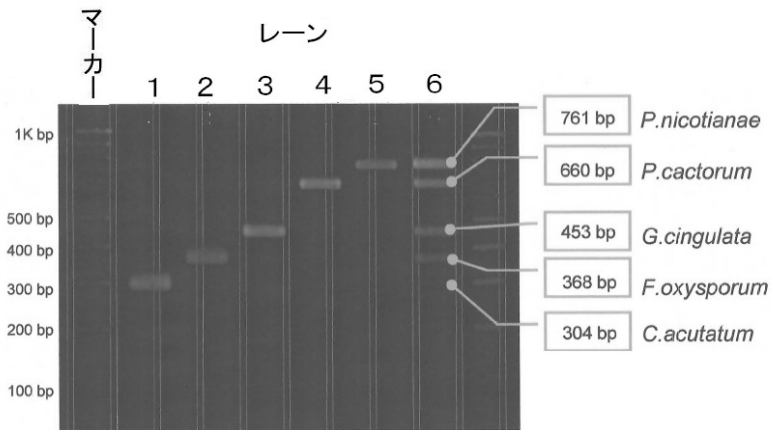 マーカー
レーン
1 2 3 4 5 6
1K bp
500 bp
400 bp
300 bp
200 bp
100 bp
761 bp P.nicotianae
660 bp P.cactorum
453 bp G.cingulata
368 bp F.oxysporum
304 bp C.acutatum